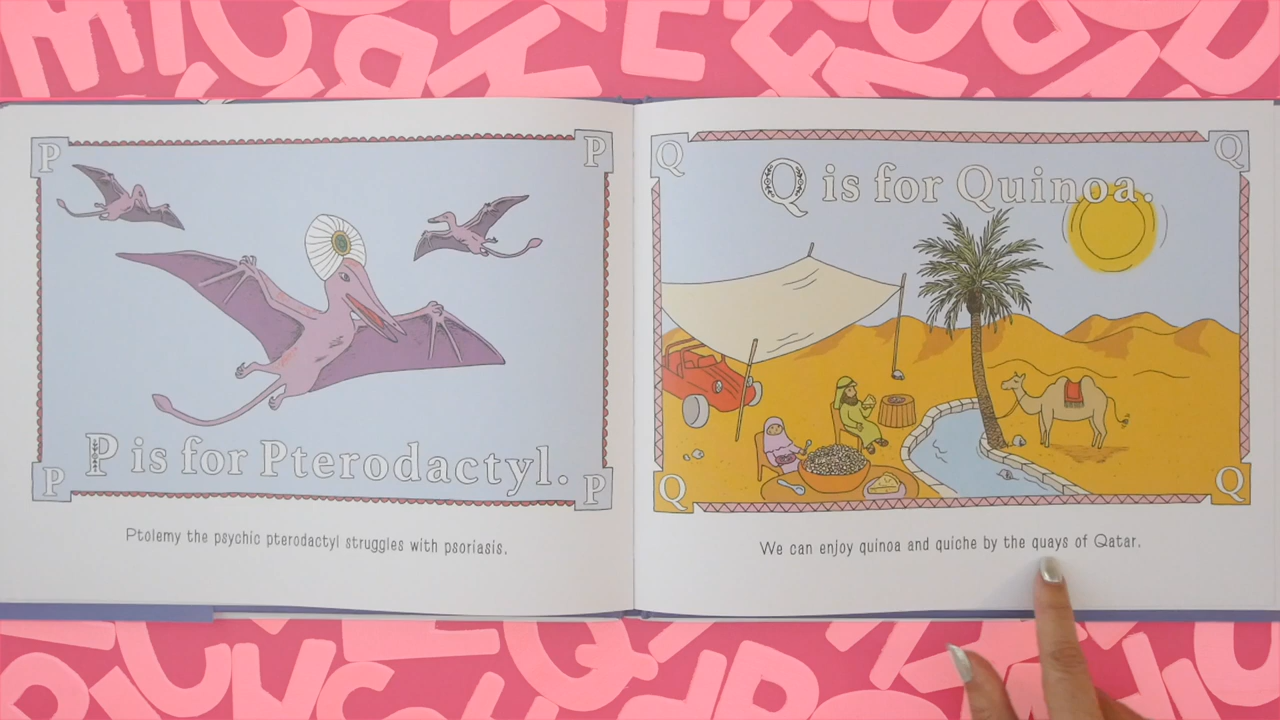 P P
P is for Pterodactyl.
P P
Ptolemy the psychic pterodactyl struggles with psoriasis.
Q Q
Q is for Quinoa.
Q Q
We can enjoy quinoa and quiche by the quays of Qatar.